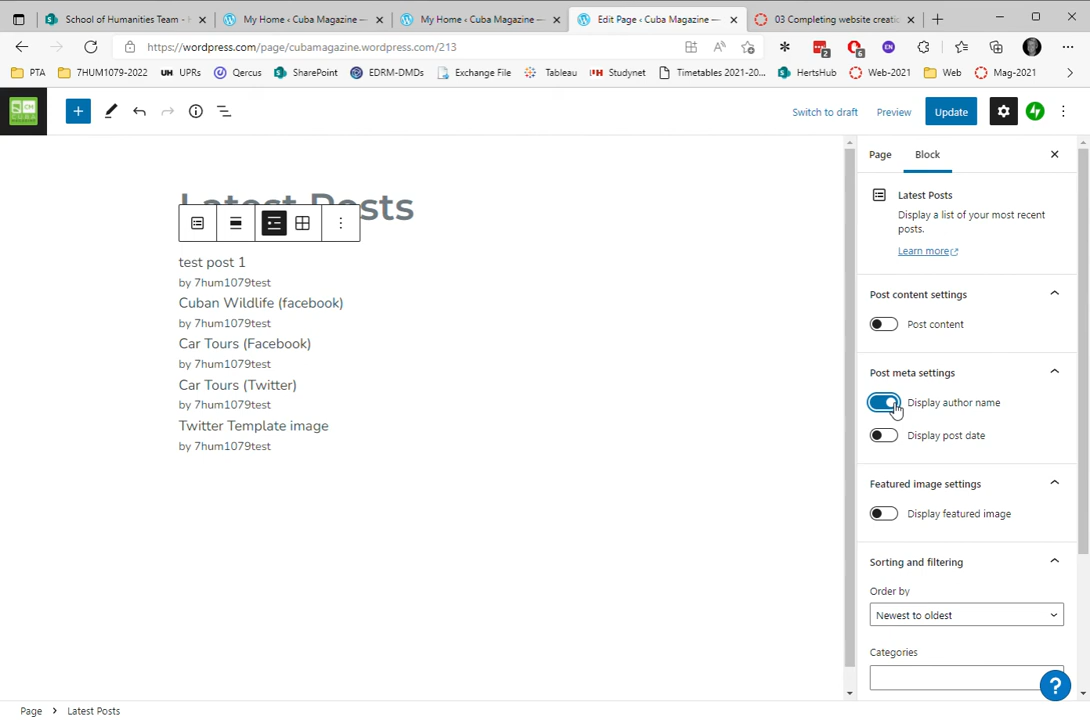 School of Humanities Team - H
My Home ‹ Cuba Magazine —
My Home ‹ Cuba Magazine —
Edit Page ‹ Cuba Magazine —
03 Completing website creatio
https://wordpress.com/page/cubamagazine.wordpress.com/213
2
6
EN
PTA
7HUM1079-2022
UH UPRs
Qercus
SharePoint
EDRM-DMDs
Exchange File
Tableau
UH Studynet
Timetables 2021-20...
HertsHub
Web-2021
Web
Mag-2021
Switch to draft
Preview
Update
Page
Block
Latest Posts
Latest Posts
Display a list of your most recent
posts.
Learn more
test post 1
by 7hum1079test
Cuban Wildlife (facebook)
by 7hum1079test
Car Tours (Facebook)
by 7hum1079test
Car Tours (Twitter)
by 7hum1079test
Twitter Template image
by 7hum1079test
Post content settings
Post content
Post meta settings
Display author name
Display post date
Featured image settings
Display featured image
Sorting and filtering
Order by
Newest to oldest
Categories
?
Page > Latest Posts